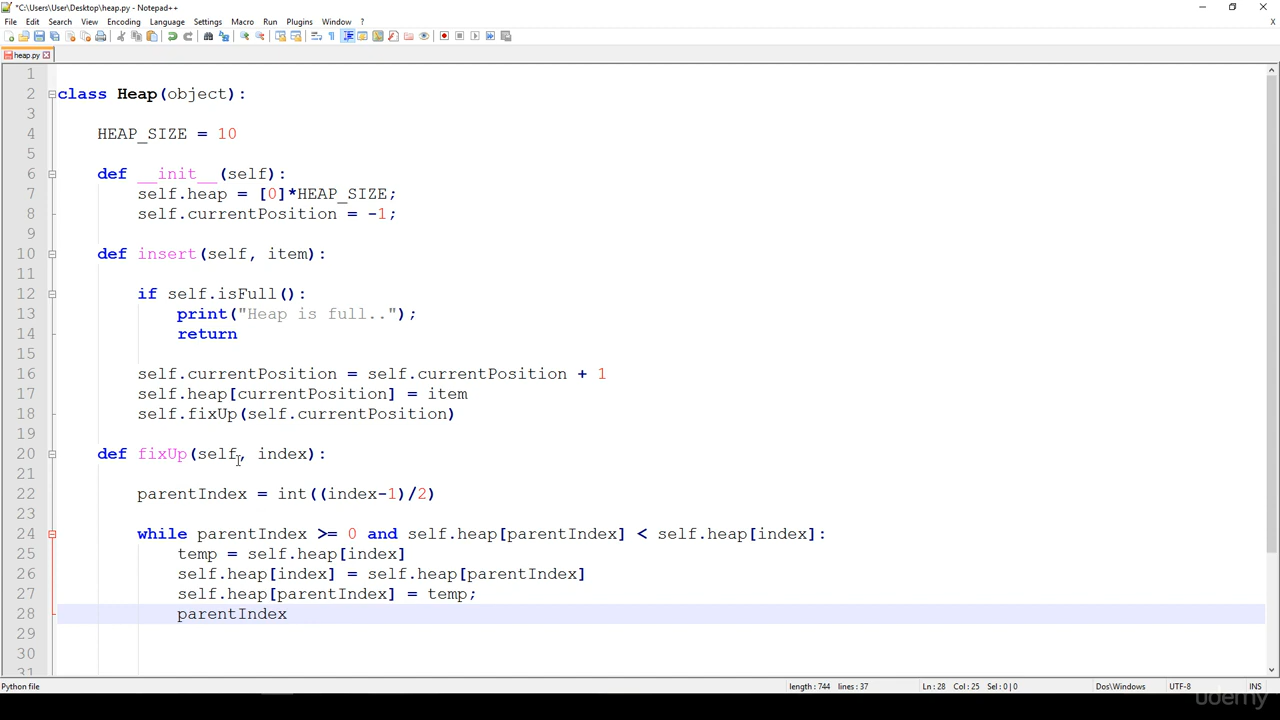 *C:\Users\User\Desktop\heap.py - Notepad++
File Edit Search View Encoding Language Settings Macro Run Plugins Window ?
X
heap.py
1
2 class Heap(object):
3
4 HEAP_SIZE = 10
5
6 def __init__(self):
7 self.heap = [0]*HEAP_SIZE;
8 self.currentPosition = -1;
9
10 def insert(self, item):
11
12 if self.isFull():
13 print("Heap is full..");
14 return
15
16 self.currentPosition = self.currentPosition + 1
17 self.heap[currentPosition] = item
18 self.fixUp(self.currentPosition)
19
20 def fixUp(self, index):
21
22 parentIndex = int((index-1)/2)
23
24 while parentIndex >= 0 and self.heap[parentIndex] < self.heap[index]:
25 temp = self.heap[index]
26 self.heap[index] = self.heap[parentIndex]
27 self.heap[parentIndex] = temp;
28 parentIndex
29
30
31
Python file length : 744 lines : 37 Ln : 28 Col : 25 Sel : 0 | 0 Dos\Windows UTF-8 INS
udemy